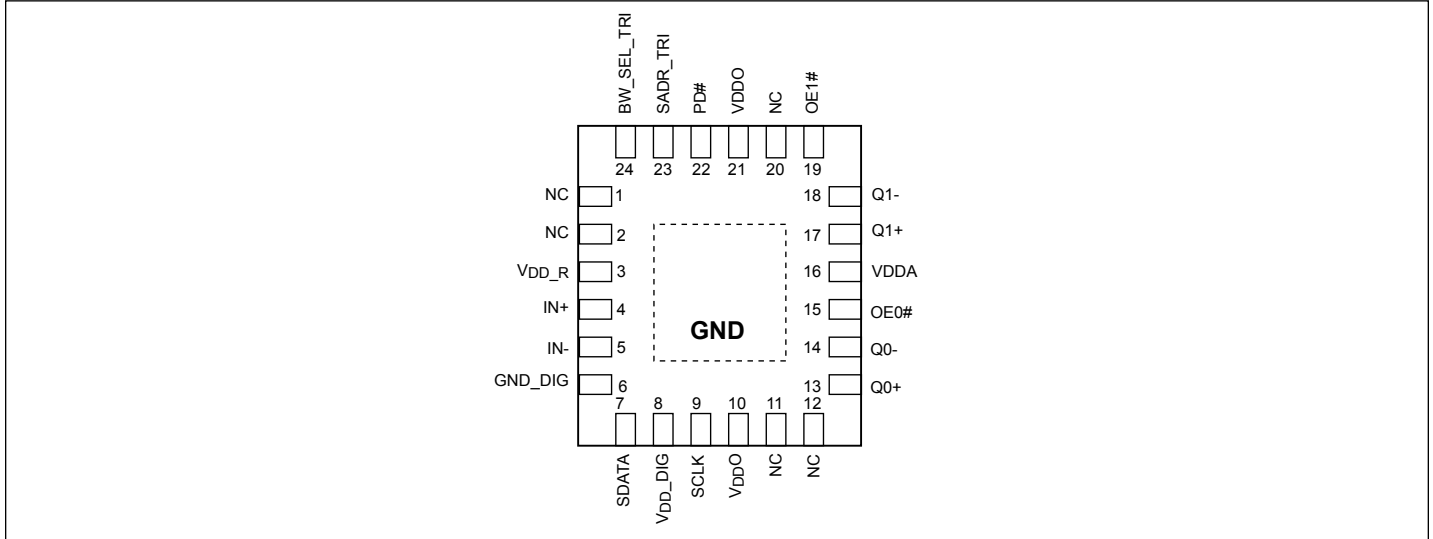 BW_SEL_TRI
SADR_TRI
PD#
VDDO
NC
OE1#
24 23 22 21 20 19
NC 1
NC 2
VDD_R 3
IN+ 4
IN- 5
GND_DIG 6
18 Q1-
17 Q1+
16 VDDA
15 OE0#
14 Q0-
13 Q0+
GND
7 8 9 10 11 12
SDATA
VDD_DIG
SCLK
VDDO
NC
NC